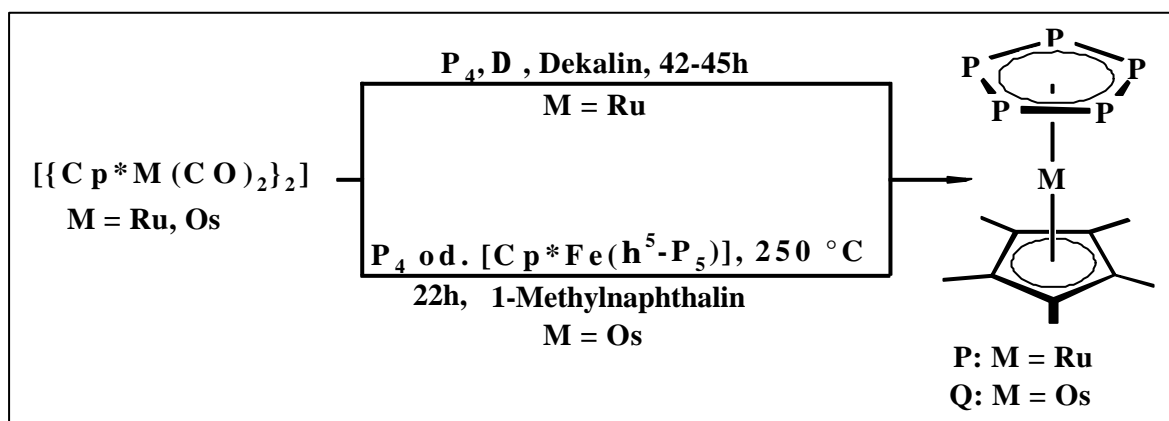 P₄, D , Dekalin, 42-45h
M = Ru
[{Cp*M(CO)₂}₂]
M = Ru, Os
P₄ od. [Cp*Fe(h⁵-P₅)], 250 °C
22h, 1-Methylnaphthalin
M = Os
P
P P
P P
M
P: M = Ru
Q: M = Os